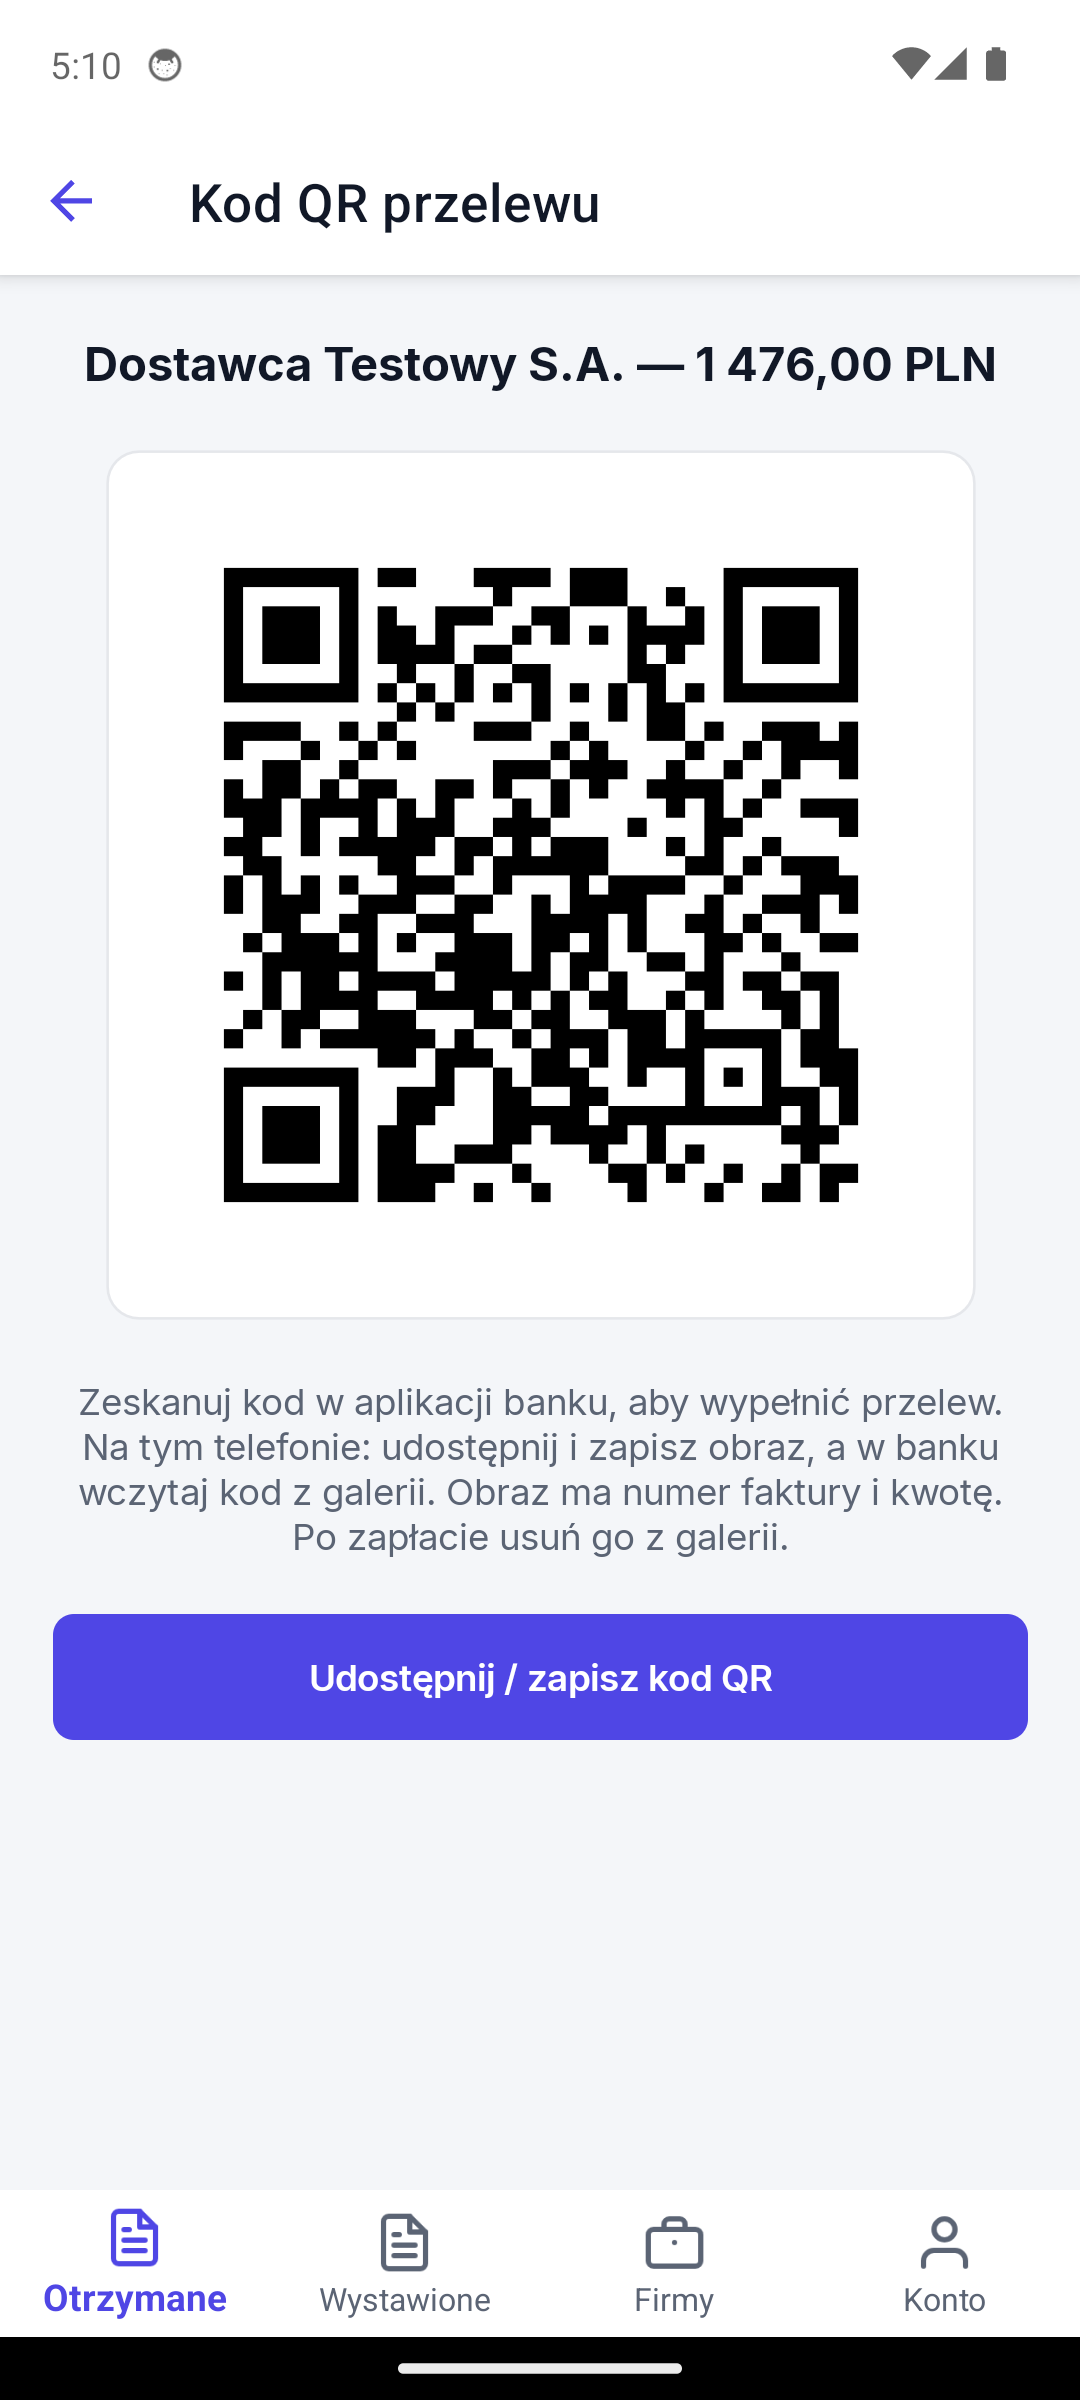 5:10
Kod QR przelewu
Dostawca Testowy S.A. — 1 476,00 PLN
Zeskanuj kod w aplikacji banku, aby wypełnić przelew.
Na tym telefonie: udostępnij i zapisz obraz, a w banku
wczytaj kod z galerii. Obraz ma numer faktury i kwotę.
Po zapłacie usuń go z galerii.
Udostępnij / zapisz kod QR
Otrzymane
Wystawione
Firmy
Konto